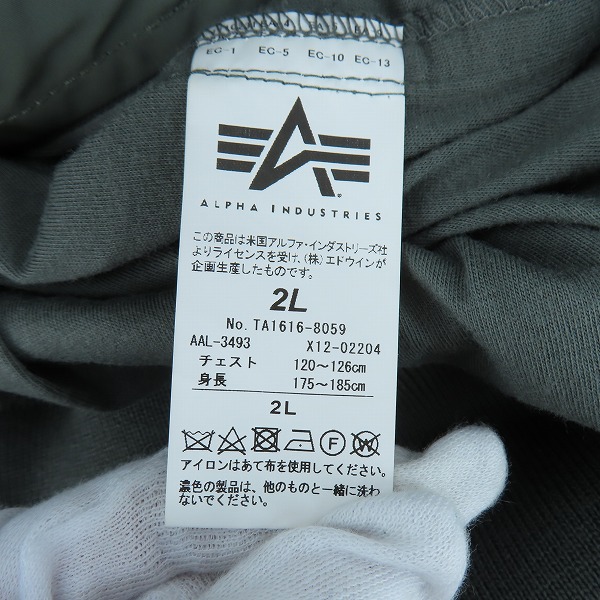 EC-1 EC-5 EC-10 EC-13
ALPHA INDUSTRIES
この商品は米国アルファ・インダストリーズ社
よりライセンスを受け、(株)エドウインが
企画生産したものです。
2L
No. TA1616-8059
AAL-3493 X12-02204
チェスト 120～126cm
身長 175～185cm
2L
F W
アイロンはあて布を使用してください。
濃色の製品は、他のものと一緒に洗わ
ないでください。